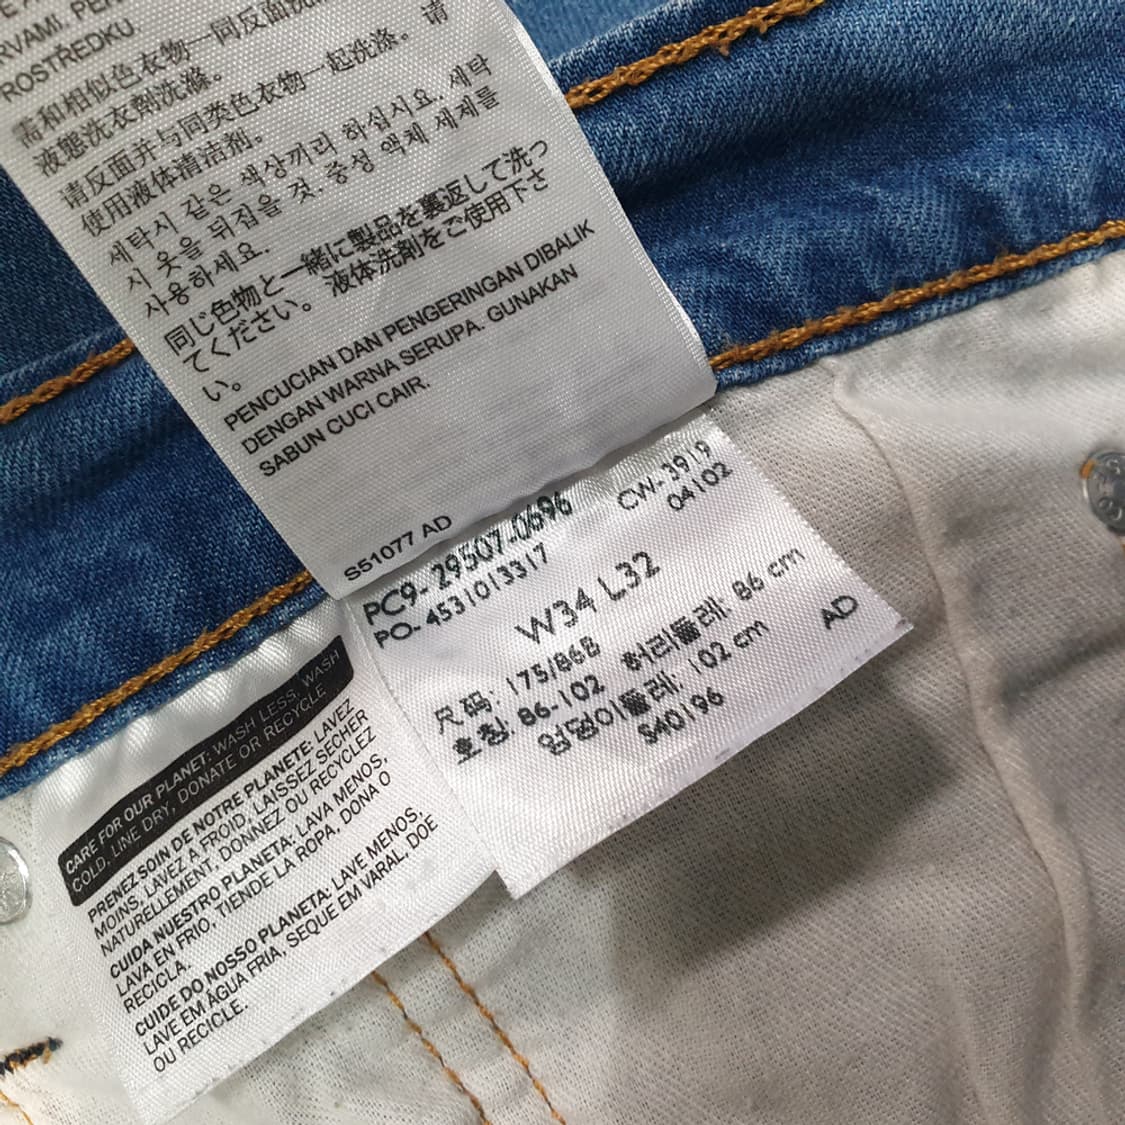 RVAMI. PER
ROSTŘEDKU.
需和相似色衣物一同反面洗
液態洗衣劑洗滌。
请反面并与同类色衣物一起洗涤。 请
使用液体清洁剂。
세탁시 같은 색상끼리 하십시요. 세탁
시 옷을 뒤집을 것. 중성 액체 세제를
사용하세요.
同じ色物と一緒に製品を裏返して洗っ
てください。 液体洗剤をご使用下さ
い。
PENCUCIAN DAN PENGERINGAN DIBALIK
DENGAN WARNA SERUPA. GUNAKAN
SABUN CUCI CAIR.
S51077 AD
PC9-29507-0696
CW-3919
PO-4531013317
04102
W34 L32
尺码: 175/86B
호칭: 86-102 허리둘레: 86 cm
엉덩이둘레: 102 cm
S40196
AD
CARE FOR OUR PLANET: WASH LESS, WASH
COLD, LINE DRY, DONATE OR RECYCLE
PRENEZ SOIN DE NOTRE PLANETE: LAVEZ
MOINS, LAVEZ A FROID, LAISSEZ SECHER
NATURELLEMENT, DONNEZ OU RECYCLEZ
CUIDA NUESTRO PLANETA: LAVA MENOS,
LAVA EN FRIO, TIENDE LA ROPA, DONA O
RECICLA.
CUIDE DO NOSSO PLANETA: LAVE MENOS,
LAVE EM ÁGUA FRIA, SEQUE EM VARAL, DOE
OU RECICLE.